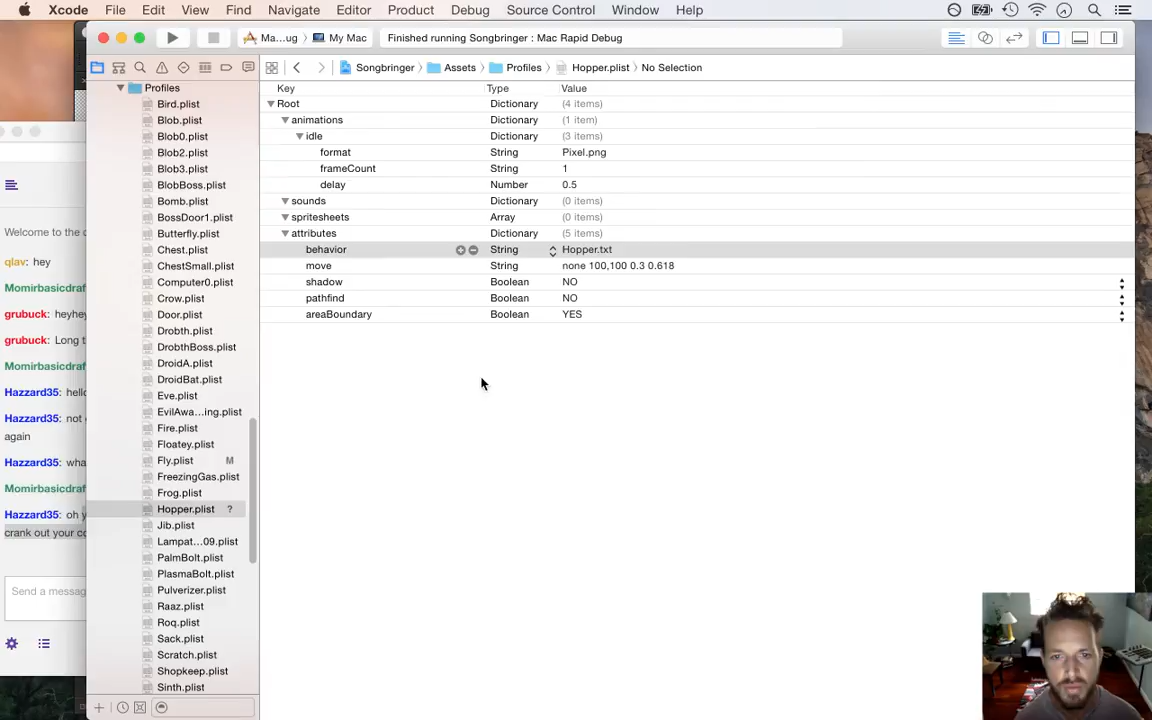 Xcode File Edit View Find Navigate Editor Product Debug Source Control Window Help
Ma...ug My Mac Finished running Songbringer : Mac Rapid Debug
Songbringer Assets Profiles Hopper.plist No Selection
Profiles
Bird.plist
Blob.plist
Blob0.plist
Blob2.plist
Blob3.plist
BlobBoss.plist
Bomb.plist
BossDoor1.plist
Butterfly.plist
Chest.plist
ChestSmall.plist
Computer0.plist
Crow.plist
Door.plist
Drobth.plist
DrobthBoss.plist
DroidA.plist
DroidBat.plist
Eve.plist
EvilAwa...ing.plist
Fire.plist
Floatey.plist
Fly.plist M
FreezingGas.plist
Frog.plist
Hopper.plist ?
Jib.plist
Lampat...09.plist
PalmBolt.plist
PlasmaBolt.plist
Pulverizer.plist
Raaz.plist
Roq.plist
Sack.plist
Scratch.plist
Shopkeep.plist
Sinth.plist
Key Type Value
Root Dictionary (4 items)
animations Dictionary (1 item)
idle Dictionary (3 items)
format String Pixel.png
frameCount String 1
delay Number 0.5
sounds Dictionary (0 items)
spritesheets Array (0 items)
attributes Dictionary (5 items)
behavior String Hopper.txt
move String none 100,100 0.3 0.618
shadow Boolean NO
pathfind Boolean NO
areaBoundary Boolean YES
Welcome to the c
qlav: hey
Momirbasicdraf
grubuck: heyhey
grubuck: Long t
Momirbasicdraf
Hazzard35: hello
Hazzard35: not
again
Hazzard35: wha
Momirbasicdraf
Hazzard35: oh y
crank out your co
Send a messag